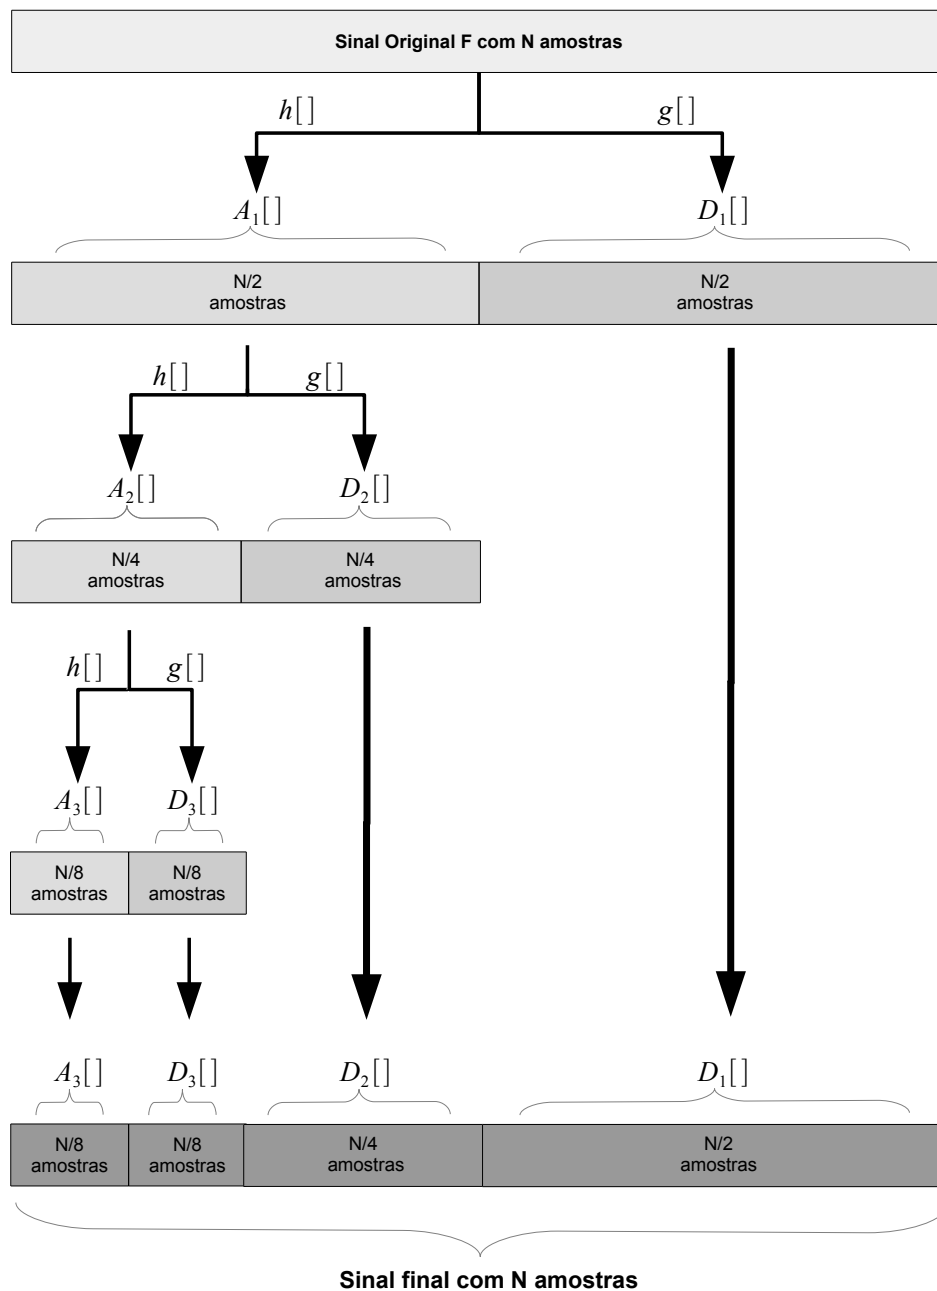 Sinal Original F com N amostras
h[] g[]
A₁[] D₁[]
N/2 N/2
amostras amostras
h[] g[]
A₂[] D₂[]
N/4 N/4
amostras amostras
h[] g[]
A₃[] D₃[]
N/8 N/8
amostras amostras
A₃[] D₃[] D₂[] D₁[]
N/8 N/8 N/4 N/2
amostras amostras amostras amostras
Sinal final com N amostras